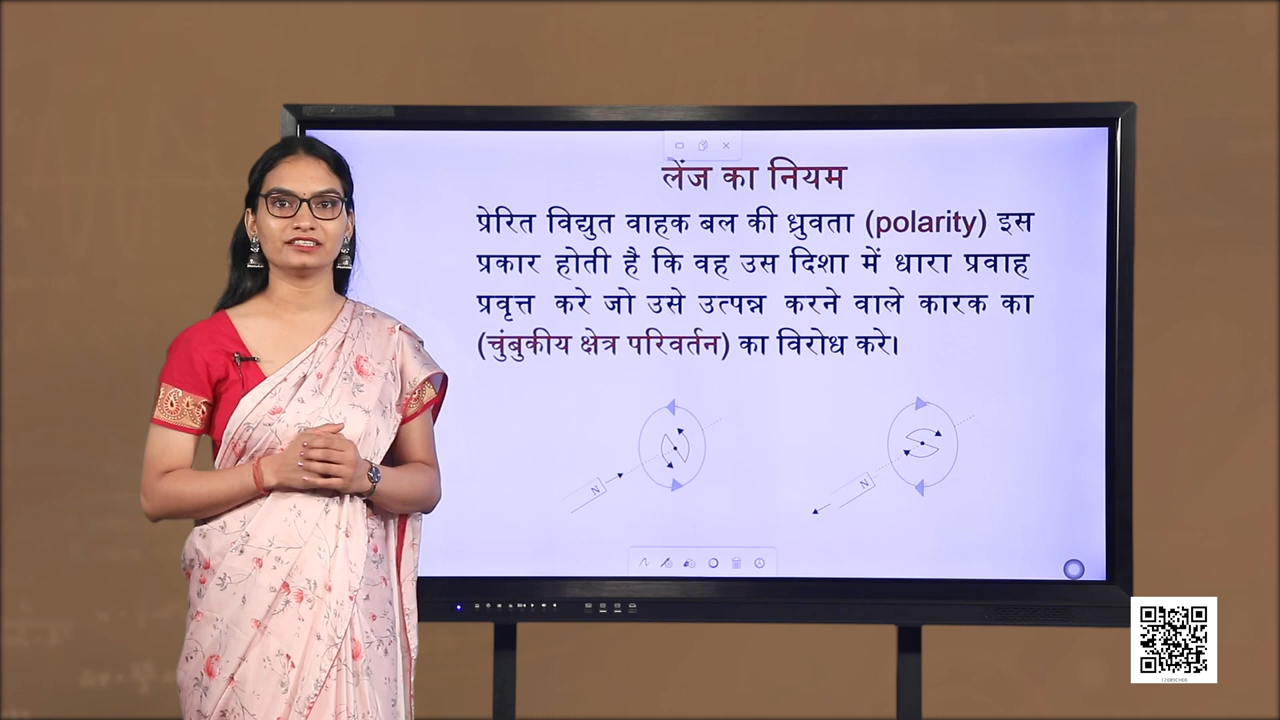 लेंज का नियम
प्रेरित विद्युत वाहक बल की ध्रुवता (polarity) इस
प्रकार होती है कि वह उस दिशा में धारा प्रवाह
प्रवृत्त करे जो उसे उत्पन्न करने वाले कारक का
(चुंबुकीय क्षेत्र परिवर्तन) का विरोध करे।
N
N